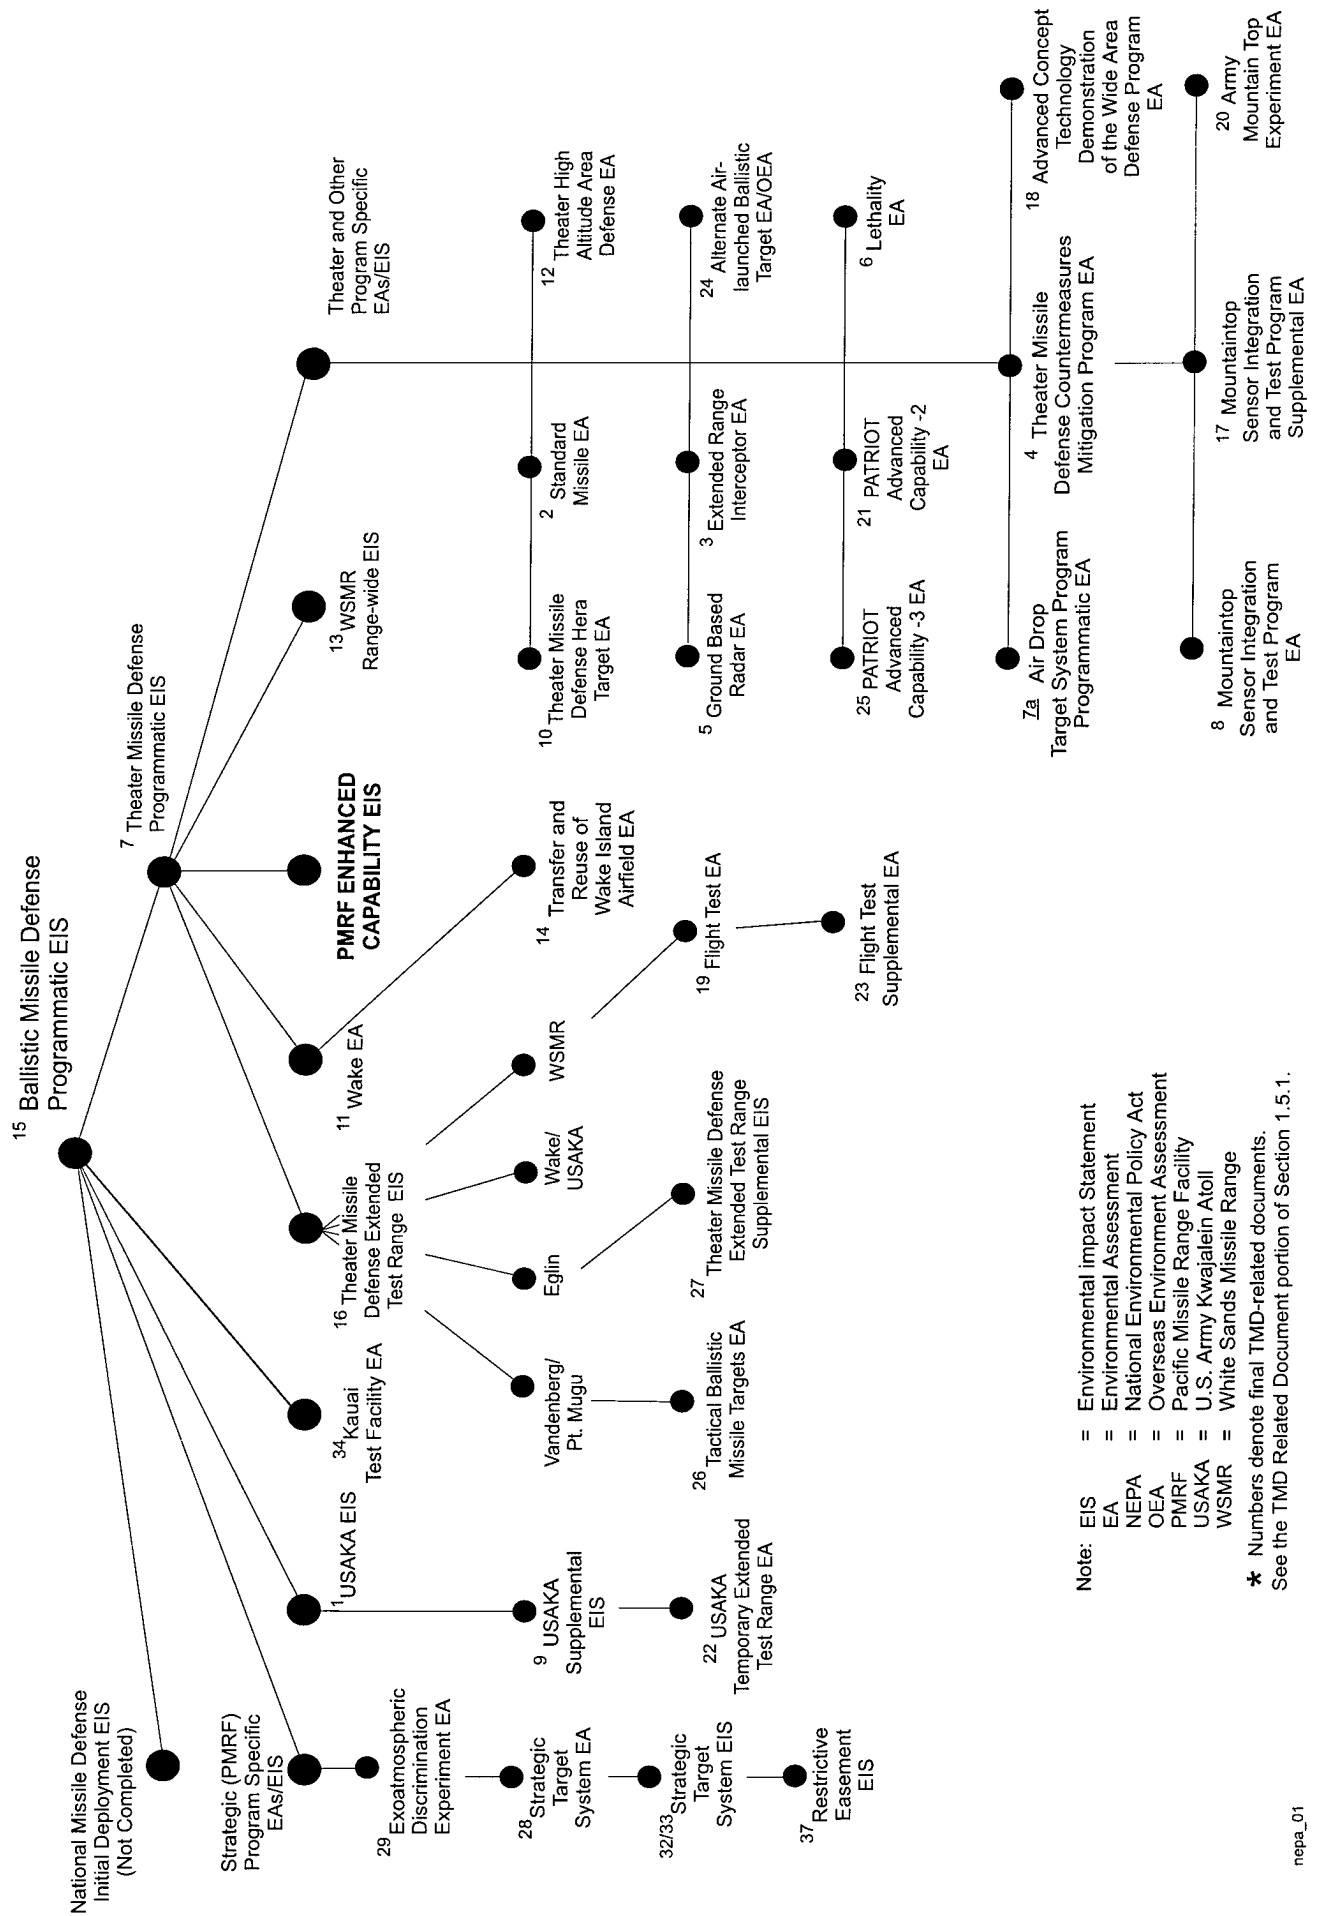 15 Ballistic Missile Defense
Programmatic EIS
7 Theater Missile Defense
Programmatic EIS
National Missile Defense
Initial Deployment EIS
(Not Completed)
Strategic (PMRF)
Program Specific
EAs/EIS
1 USAKA EIS
34 Kauai
Test Facility EA
16 Theater Missile
Defense Extended
Test Range EIS
11 Wake EA
PMRF ENHANCED
CAPABILITY EIS
13 WSMR
Range-wide EIS
Theater and Other
Program Specific
EAs/EIS
29 Exoatmospheric
Discrimination
Experiment EA
28 Strategic
Target
System EA
32/33 Strategic
Target
System EIS
37 Restrictive
Easement
EIS
9 USAKA
Supplemental
EIS
22 USAKA
Temporary Extended
Test Range EA
Vandenberg/
Pt. Mugu
Eglin
Wake/
USAKA
WSMR
14 Transfer and
Reuse of
Wake Island
Airfield EA
26 Tactical Ballistic
Missile Targets EA
27 Theater Missile Defense
Extended Test Range
Supplemental EIS
19 Flight Test EA
23 Flight Test
Supplemental EA
10 Theater Missile
Defense Hera
Target EA
2 Standard
Missile EA
12 Theater High
Altitude Area
Defense EA
5 Ground Based
Radar EA
3 Extended Range
Interceptor EA
24 Alternate Air-
launched Ballistic
Target EA/OEA
25 PATRIOT
Advanced
Capability -3 EA
21 PATRIOT
Advanced
Capability -2
EA
6 Lethality
EA
7a Air Drop
Target System Program
Programmatic EA
4 Theater Missile
Defense Countermeasures
Mitigation Program EA
18 Advanced Concept
Technology
Demonstration
of the Wide Area
Defense Program
EA
8 Mountaintop
Sensor Integration
and Test Program
EA
17 Mountaintop
Sensor Integration
and Test Program
Supplemental EA
20 Army
Mountain Top
Experiment EA
Note: EIS = Environmental impact Statement
EA = Environmental Assessment
NEPA = National Environmental Policy Act
OEA = Overseas Environment Assessment
PMRF = Pacific Missile Range Facility
USAKA = U.S. Army Kwajalein Atoll
WSMR = White Sands Missile Range
* Numbers denote final TMD-related documents.
See the TMD Related Document portion of Section 1.5.1.
nepa_01